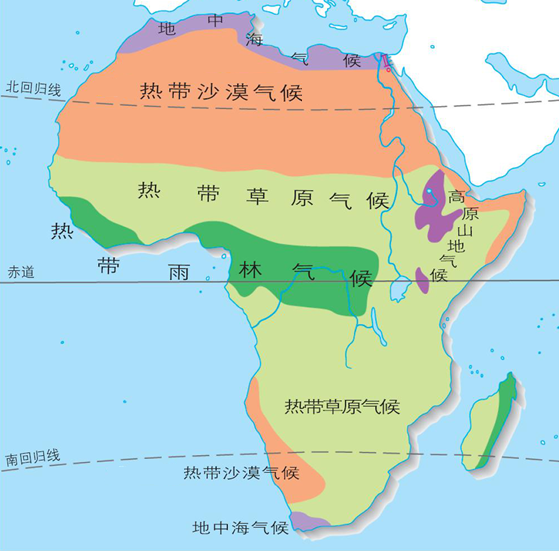 地中海气候
北回归线
热带沙漠气候
热带草原气候
高原山地气候
热带雨林气候
赤道
热带草原气候
南回归线
热带沙漠气候
地中海气候